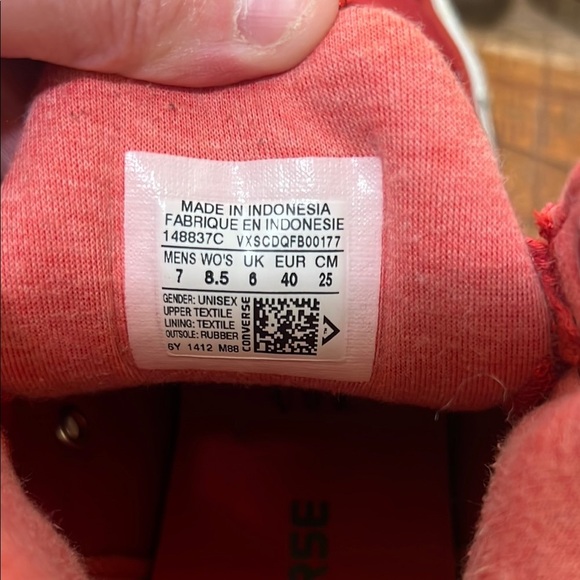 MADE IN INDONESIA
FABRIQUE EN INDONESIE
148837C VXSCDQFB00177
MENS WO'S UK EUR CM
7 8.5 6 40 25
GENDER: UNISEX
UPPER TEXTILE
LINING: TEXTILE
OUTSOLE: RUBBER
6Y 1412 M88
CONVERSE
RSE